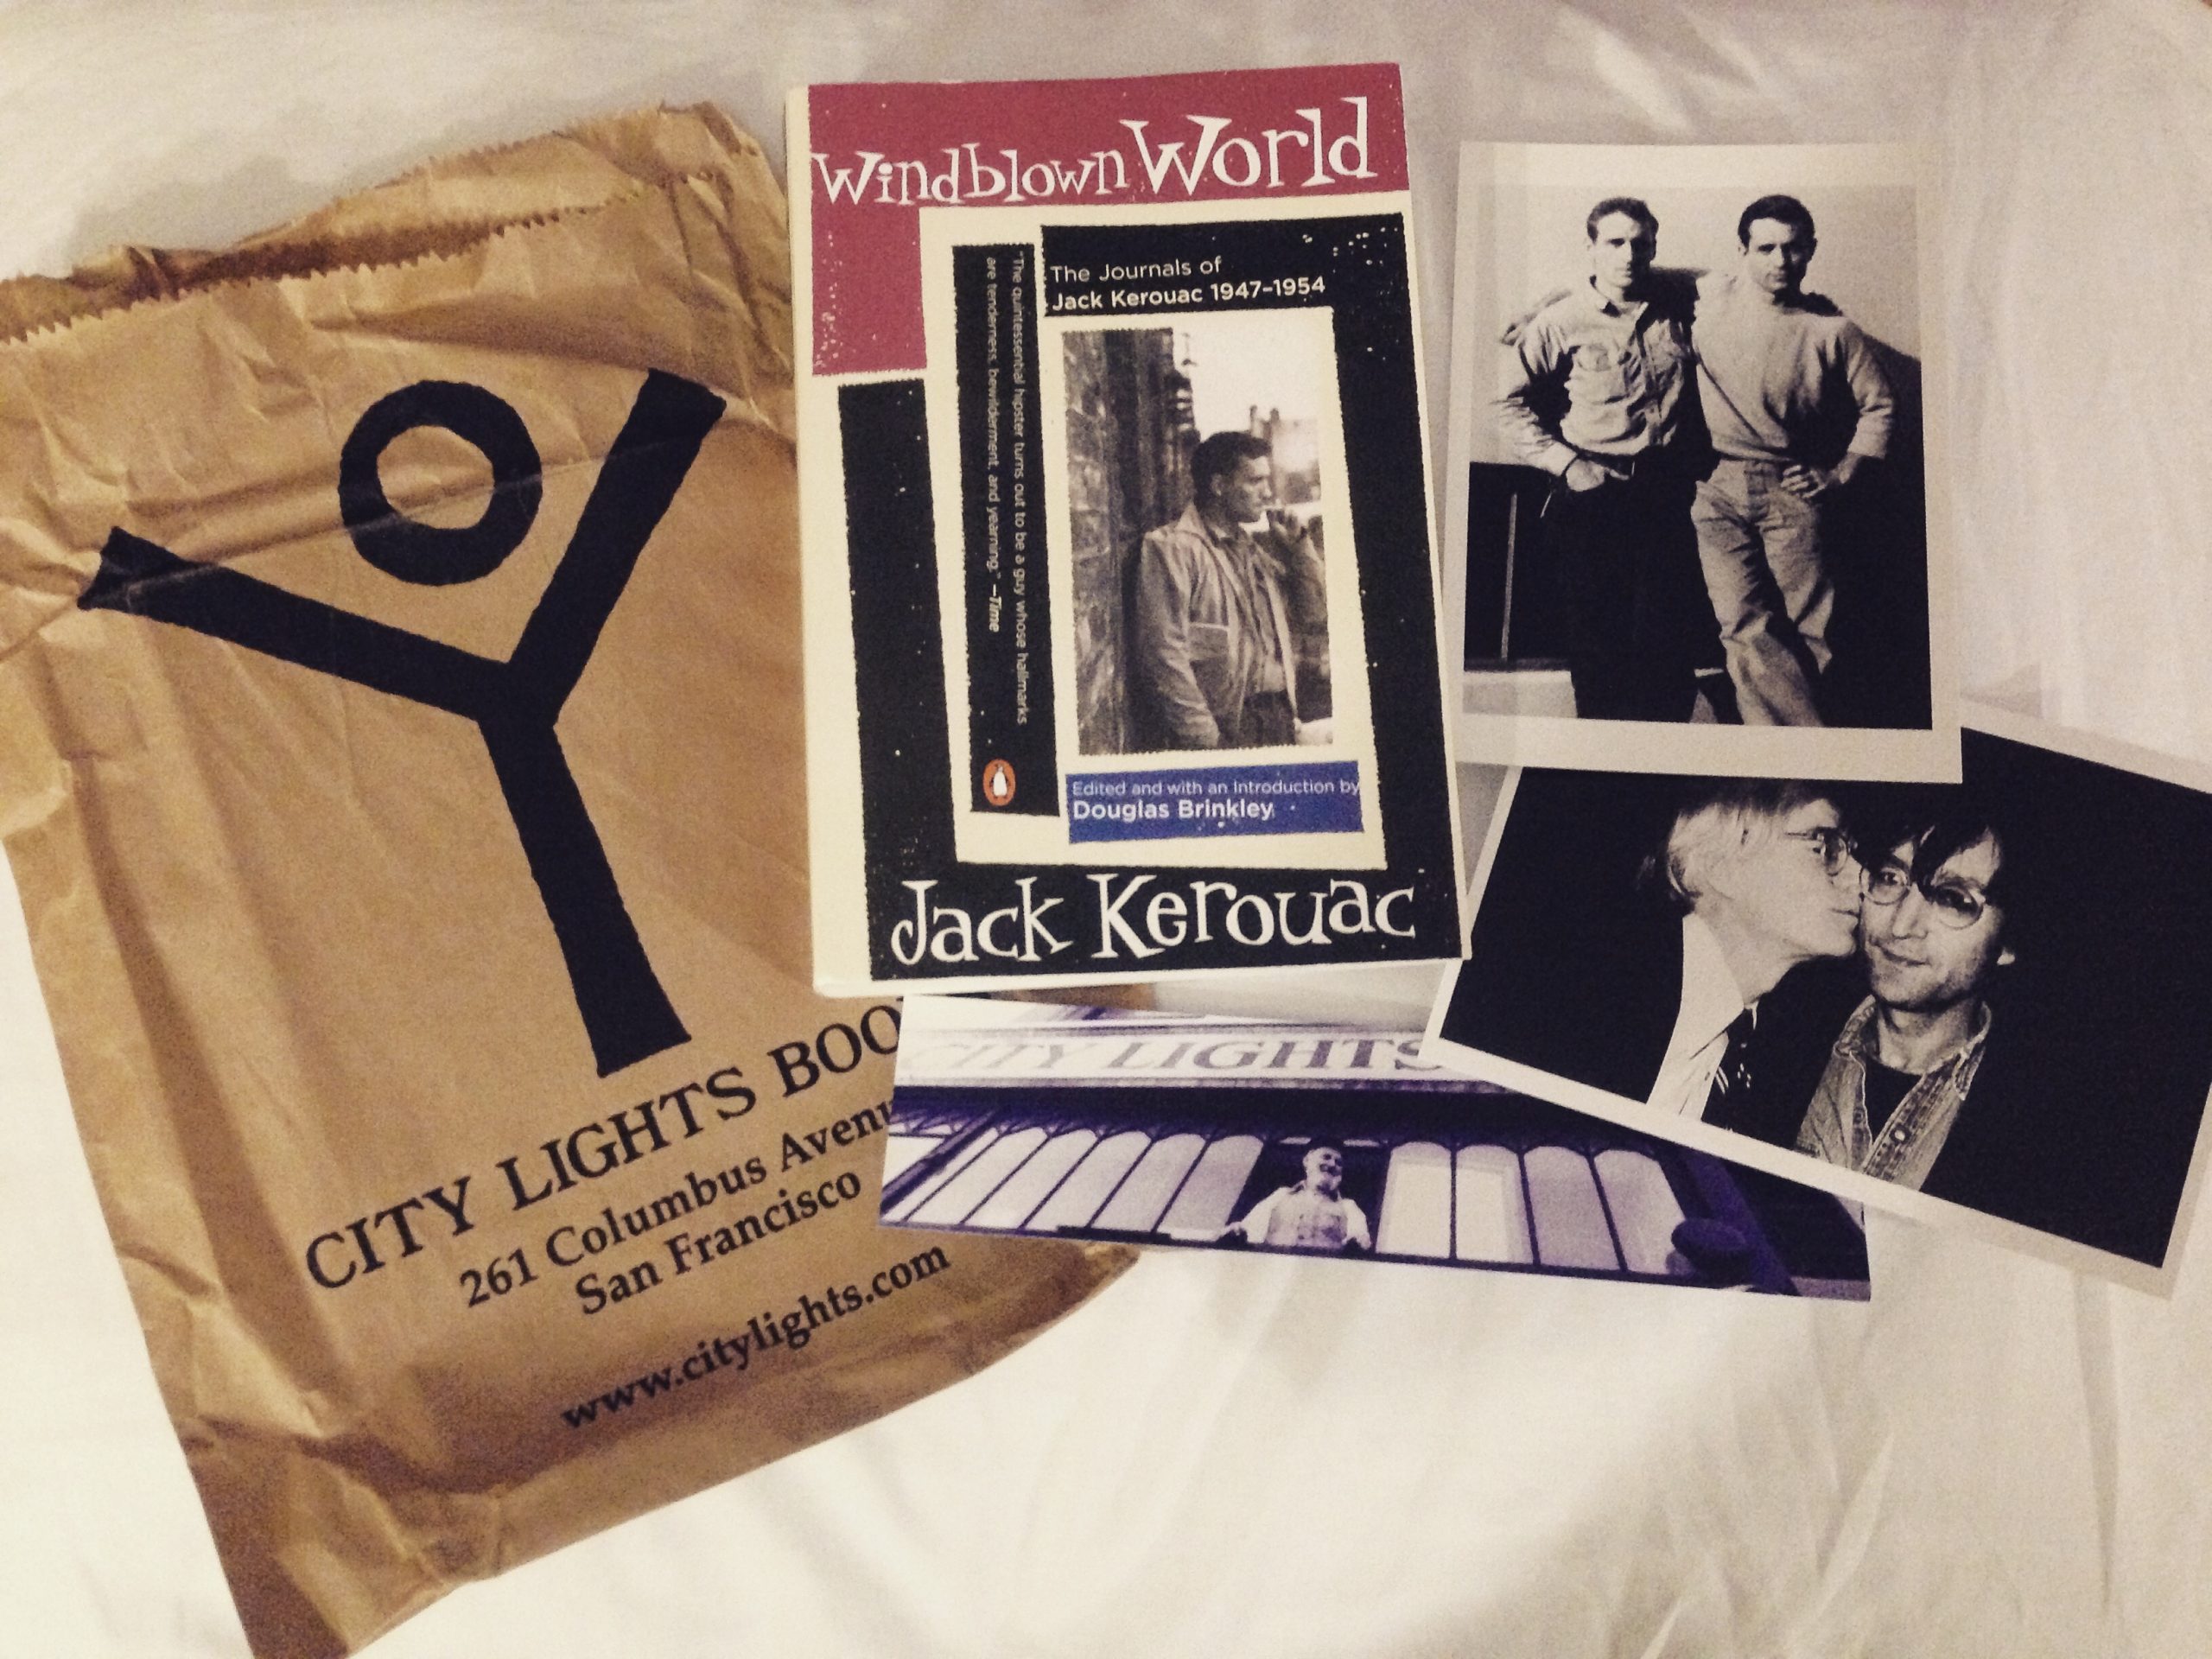 Windblown World
The Journals of
Jack Kerouac 1947–1954
"The quintessential hipster turns out to be a guy whose hallmarks
are tenderness, bewilderment, and yearning." —Time
Edited and with an Introduction by
Douglas Brinkley
Jack Kerouac
CITY LIGHTS BOO
261 Columbus Avenu
San Francisco
www.citylights.com
CITY LIGHTS